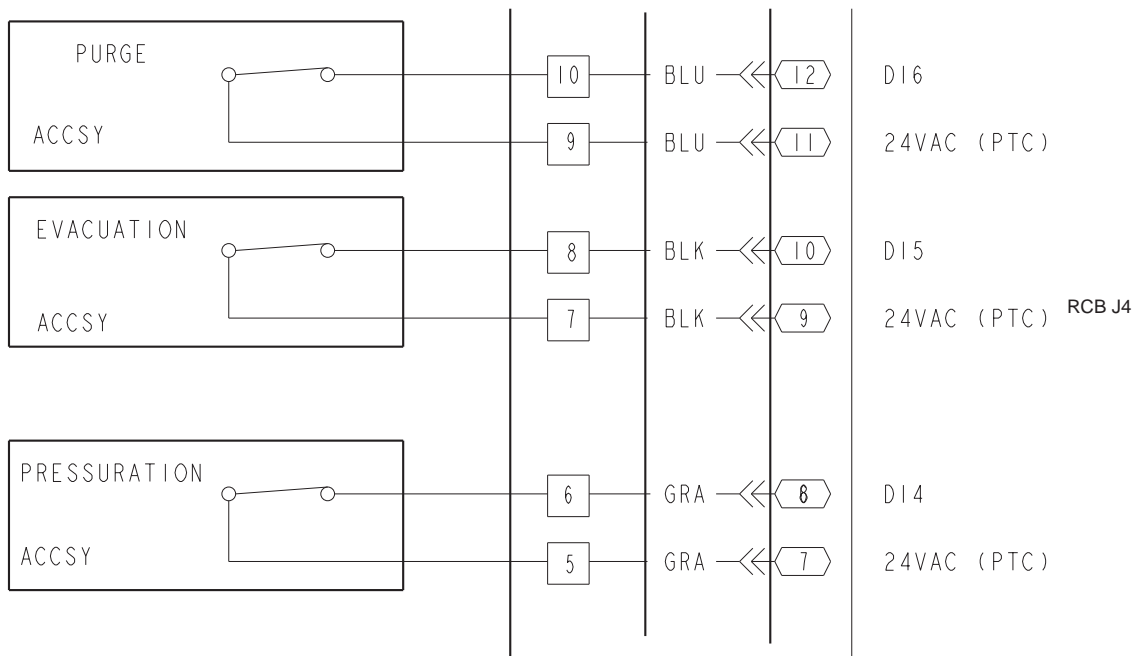 PURGE
10 BLU 12 DI6
ACCSY
9 BLU 11 24VAC (PTC)
EVACUATION
8 BLK 10 DI5
ACCSY
7 BLK 9 24VAC (PTC) RCB J4
PRESSURATION
6 GRA 8 DI4
ACCSY
5 GRA 7 24VAC (PTC)